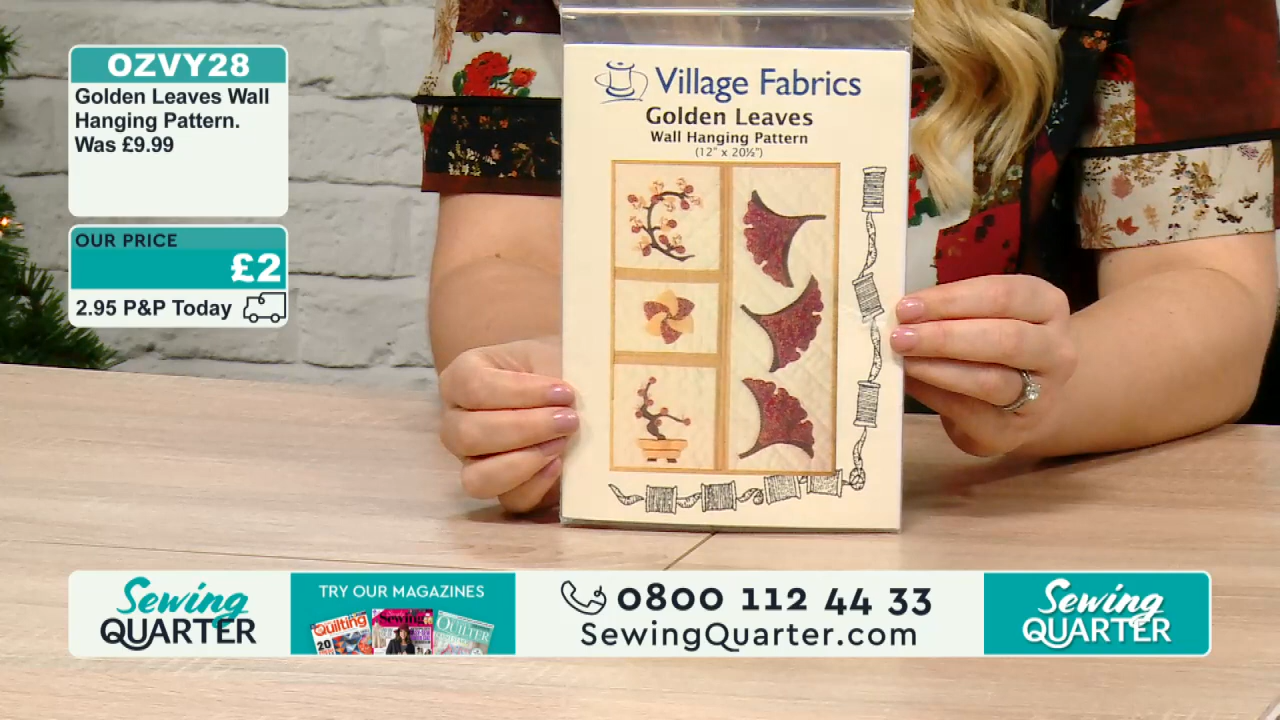 OZVY28
Golden Leaves Wall
Hanging Pattern.
Was £9.99
OUR PRICE
£2
2.95 P&P Today
Village Fabrics
Golden Leaves
Wall Hanging Pattern
(12" x 20½")
Sewing
QUARTER
TRY OUR MAGAZINES
Quilting
20
Sewing
QUILTER
0800 112 44 33
SewingQuarter.com
Sewing
QUARTER